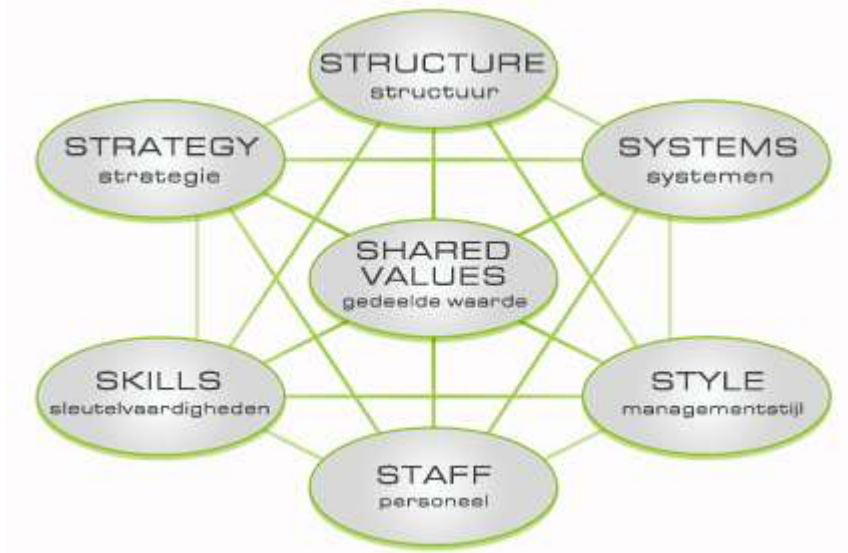 STRUCTURE
structuur
STRATEGY
strategie
SYSTEMS
systemen
SHARED
VALUES
gedeelde waarde
SKILLS
sleutelvaardigheden
STYLE
managementstijl
STAFF
personeel